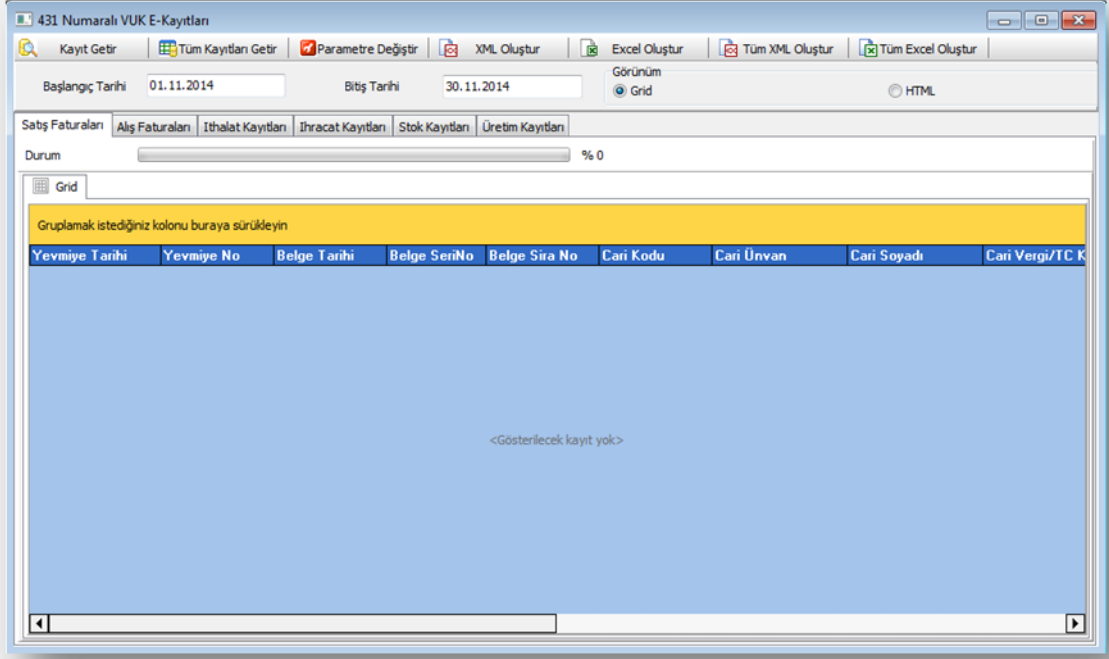 431 Numaralı VUK E-Kayıtları
Kayıt Getir Tüm Kayıtları Getir Parametre Değiştir XML Oluştur Excel Oluştur Tüm XML Oluştur Tüm Excel Oluştur
Başlangıç Tarihi 01.11.2014 Bitiş Tarihi 30.11.2014
Görünüm
Grid HTML
Satış Faturaları Alış Faturaları Ithalat Kayıtları Ihracat Kayıtları Stok Kayıtları Üretim Kayıtları
Durum % 0
Grid
Gruplamak istediğiniz kolonu buraya sürükleyin
Yevmiye Tarihi Yevmiye No Belge Tarihi Belge SeriNo Belge Sira No Cari Kodu Cari Ünvan Cari Soyadı Cari Vergi/TC K
<Gösterilecek kayıt yok>